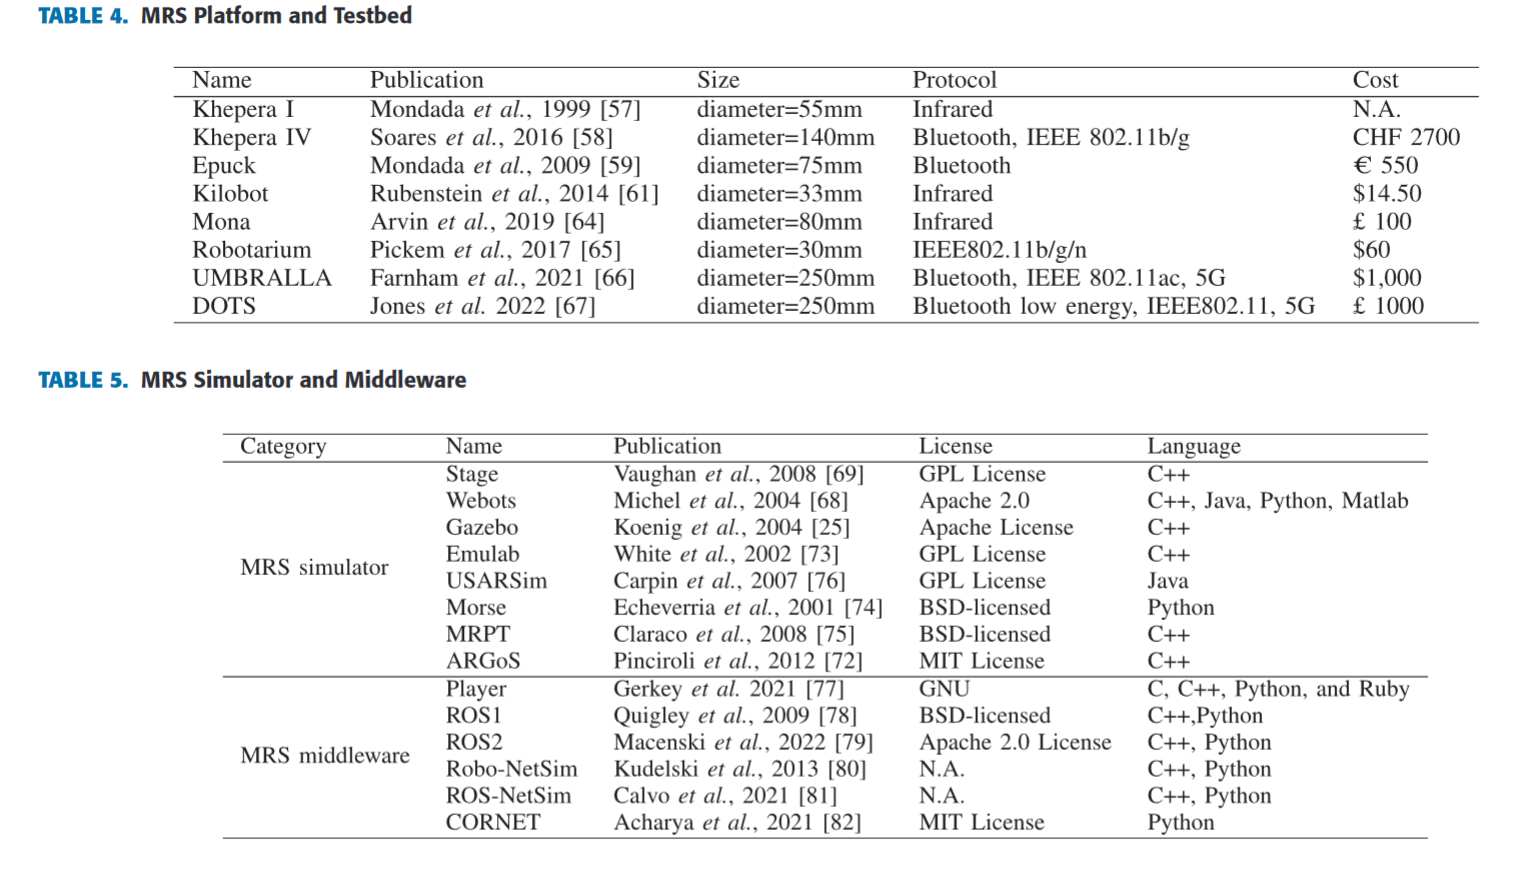 TABLE 4. MRS Platform and Testbed
Name Publication Size Protocol Cost
Khepera I Mondada et al., 1999 [57] diameter=55mm Infrared N.A.
Khepera IV Soares et al., 2016 [58] diameter=140mm Bluetooth, IEEE 802.11b/g CHF 2700
Epuck Mondada et al., 2009 [59] diameter=75mm Bluetooth € 550
Kilobot Rubenstein et al., 2014 [61] diameter=33mm Infrared $14.50
Mona Arvin et al., 2019 [64] diameter=80mm Infrared £ 100
Robotarium Pickem et al., 2017 [65] diameter=30mm IEEE802.11b/g/n $60
UMBRALLA Farnham et al., 2021 [66] diameter=250mm Bluetooth, IEEE 802.11ac, 5G $1,000
DOTS Jones et al. 2022 [67] diameter=250mm Bluetooth low energy, IEEE802.11, 5G £ 1000
TABLE 5. MRS Simulator and Middleware
Category Name Publication License Language
Stage Vaughan et al., 2008 [69] GPL License C++
Webots Michel et al., 2004 [68] Apache 2.0 C++, Java, Python, Matlab
Gazebo Koenig et al., 2004 [25] Apache License C++
Emulab White et al., 2002 [73] GPL License C++
MRS simulator
USARSim Carpin et al., 2007 [76] GPL License Java
Morse Echeverria et al., 2001 [74] BSD-licensed Python
MRPT Claraco et al., 2008 [75] BSD-licensed C++
ARGoS Pinciroli et al., 2012 [72] MIT License C++
Player Gerkey et al. 2021 [77] GNU C, C++, Python, and Ruby
ROS1 Quigley et al., 2009 [78] BSD-licensed C++,Python
ROS2 Macenski et al., 2022 [79] Apache 2.0 License C++, Python
MRS middleware
Robo-NetSim Kudelski et al., 2013 [80] N.A. C++, Python
ROS-NetSim Calvo et al., 2021 [81] N.A. C++, Python
CORNET Acharya et al., 2021 [82] MIT License Python